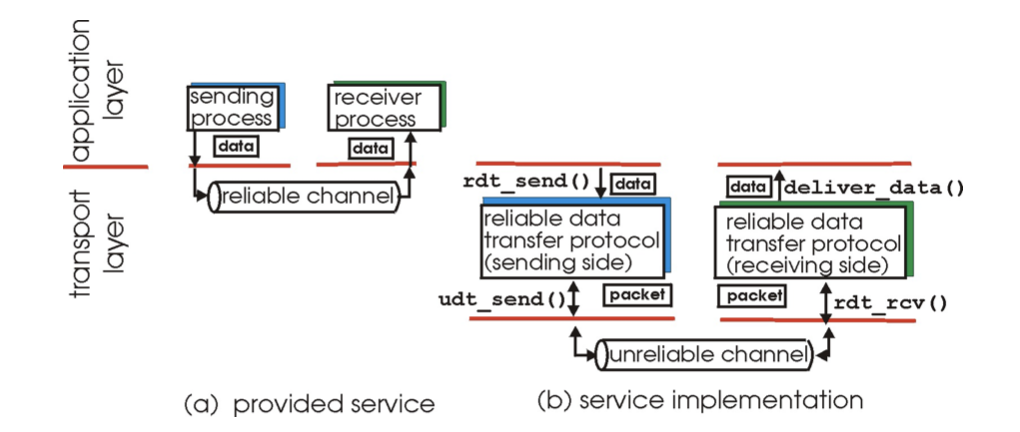 application
layer
transport
layer
sending
process
data
receiver
process
data
reliable channel
(a) provided service
rdt_send()
data
reliable data
transfer protocol
(sending side)
udt_send()
packet
data
deliver_data()
reliable data
transfer protocol
(receiving side)
packet
rdt_rcv()
unreliable channel
(b) service implementation